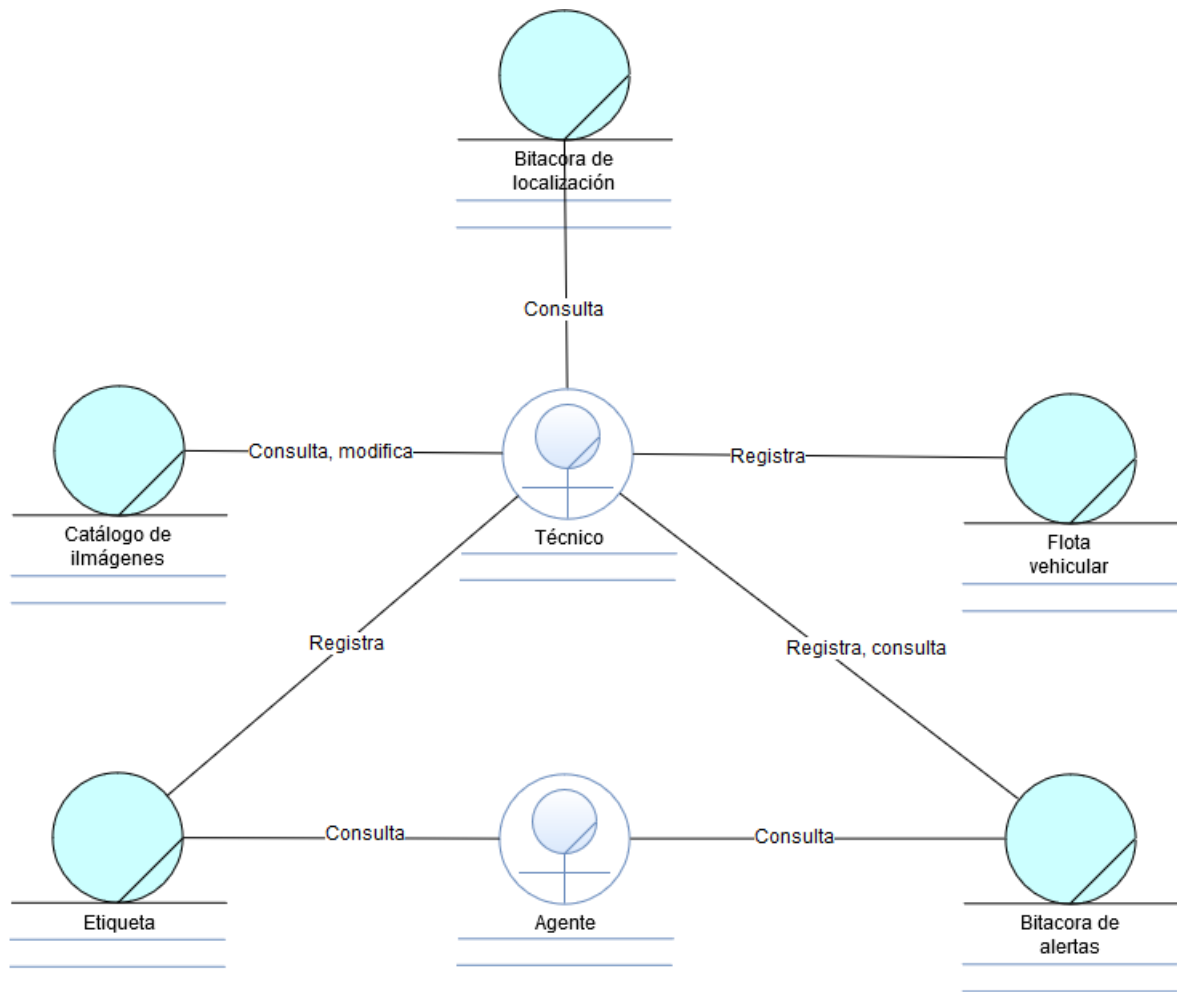 Bitacora de
localización
Consulta
Consulta, modifica
Registra
Catálogo de
ilmágenes
Técnico
Flota
vehicular
Registra
Registra, consulta
Consulta
Consulta
Etiqueta
Agente
Bitacora de
alertas